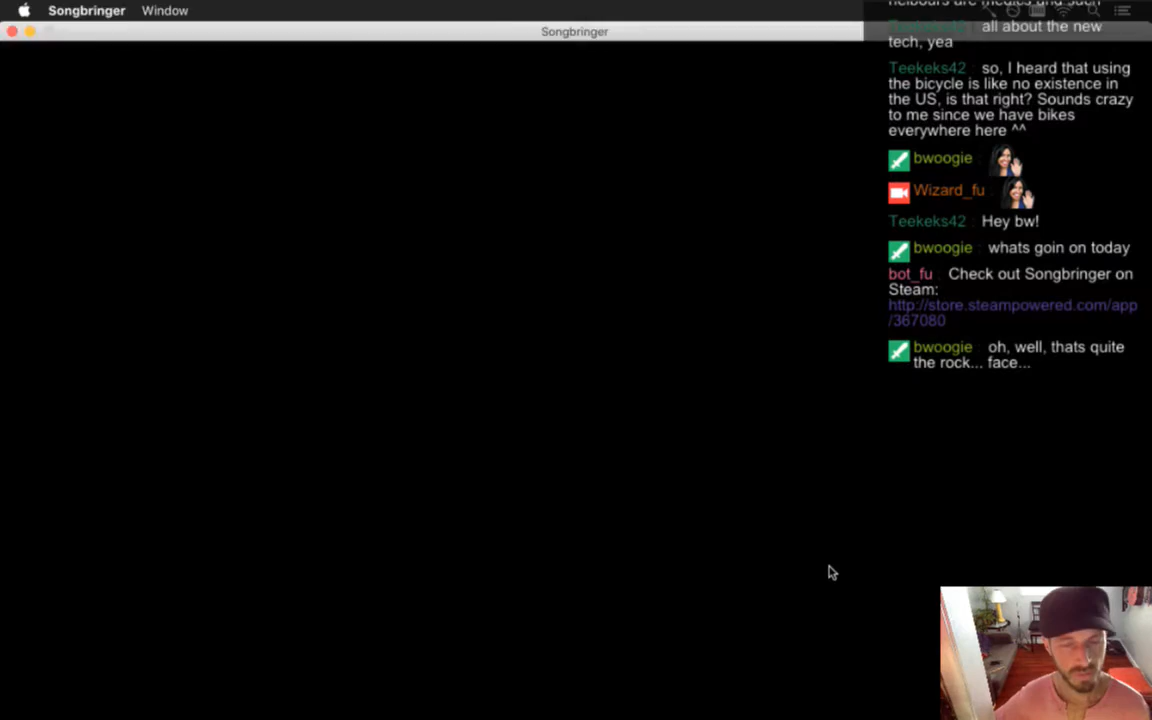 Songbringer Window
Songbringer
all about the new
tech, yea
Teekeks42 : so, I heard that using
the bicycle is like no existence in
the US, is that right? Sounds crazy
to me since we have bikes
everywhere here ^^
bwoogie :
Wizard_fu :
Teekeks42 : Hey bw!
bwoogie : whats goin on today
bot_fu : Check out Songbringer on
Steam:
http://store.steampowered.com/app
/367080
bwoogie : oh, well, thats quite
the rock... face...